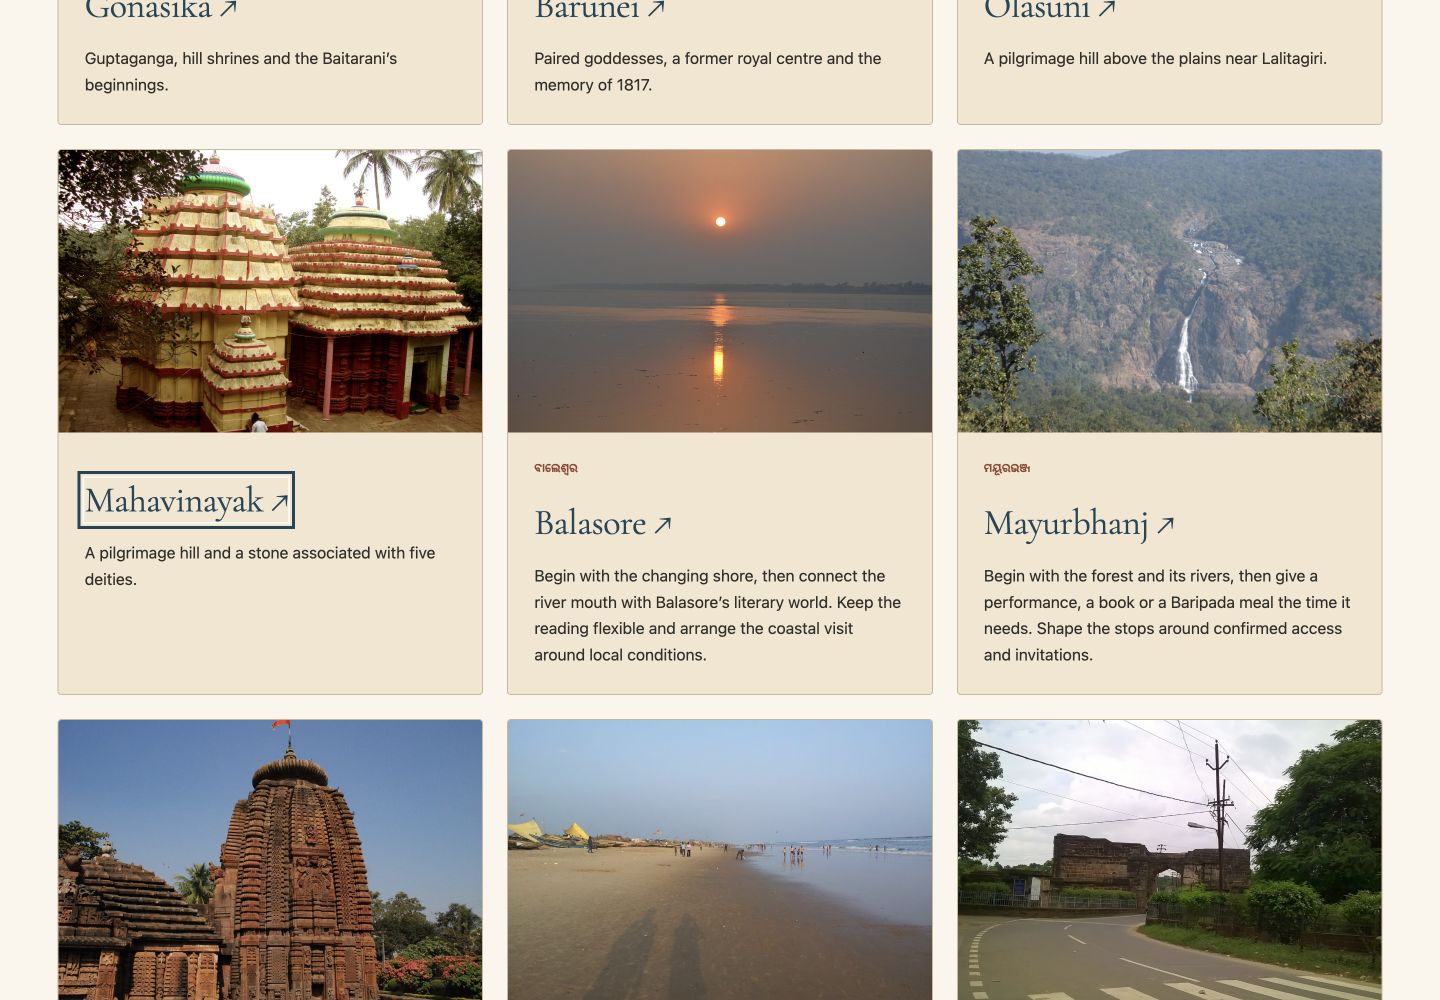 Gonasika ↗
Guptaganga, hill shrines and the Baitarani’s
beginnings.
Barunei ↗
Paired goddesses, a former royal centre and the
memory of 1817.
Olasuni ↗
A pilgrimage hill above the plains near Lalitagiri.
Mahavinayak ↗
A pilgrimage hill and a stone associated with five
deities.
ବାଲେଶ୍ୱର
Balasore ↗
Begin with the changing shore, then connect the
river mouth with Balasore’s literary world. Keep the
reading flexible and arrange the coastal visit
around local conditions.
ମୟୂରଭଞ୍ଜ
Mayurbhanj ↗
Begin with the forest and its rivers, then give a
performance, a book or a Baripada meal the time it
needs. Shape the stops around confirmed access
and invitations.